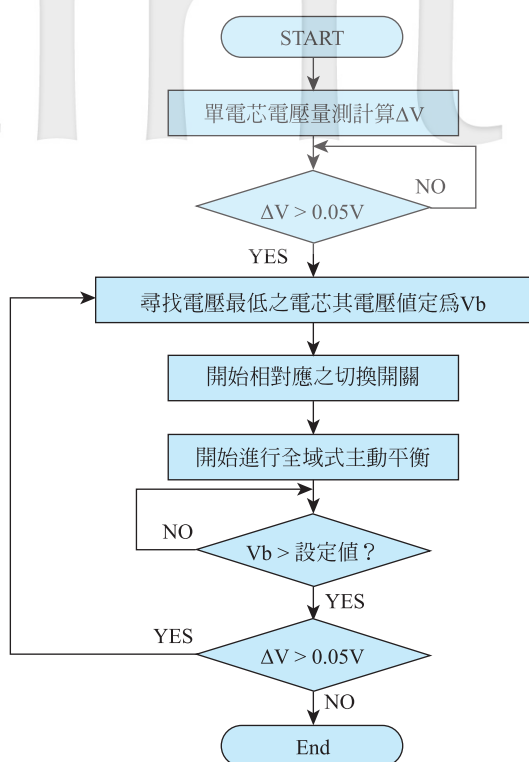 START
單電芯電壓量測計算ΔV
NO
ΔV > 0.05V
YES
尋找電壓最低之電芯其電壓値定爲Vb
開始相對應之切換開關
開始進行全域式主動平衡
NO
Vb > 設定値？
YES
YES
ΔV > 0.05V
NO
End